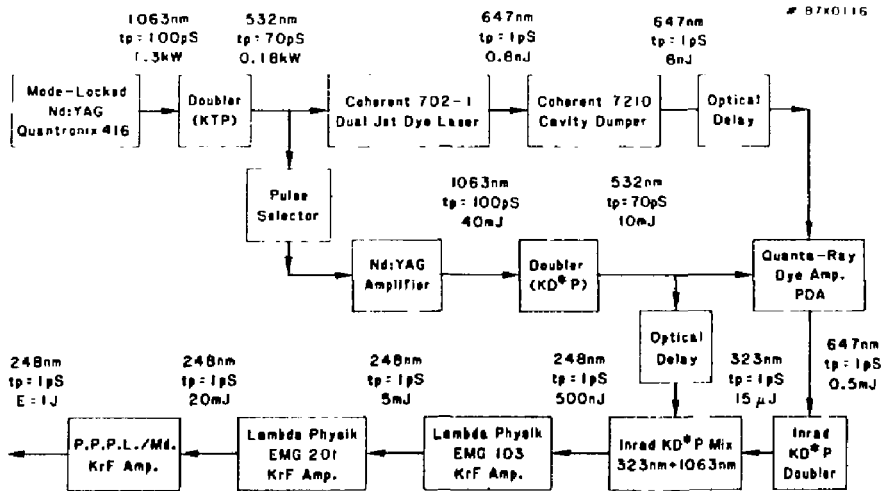 # 87X0116
1063nm
tp=100pS
1.3kW
532nm
tp=70pS
0.18kW
647nm
tp=1pS
0.8nJ
647nm
tp=1pS
8nJ
Mode-Locked
Nd:YAG
Quantronix 416
Doubler
(KTP)
Coherent 702-1
Dual Jet Dye Laser
Coherent 7210
Cavity Dumper
Optical
Delay
Pulse
Selector
1063nm
tp=100pS
40mJ
532nm
tp=70pS
10mJ
Nd:YAG
Amplifier
Doubler
(KD*P)
Quanta-Ray
Dye Amp.
PDA
Optical
Delay
248nm
tp=1pS
E=1J
248nm
tp=1pS
20mJ
248nm
tp=1pS
5mJ
248nm
tp=1pS
500nJ
323nm
tp=1pS
15μJ
647nm
tp=1pS
0.5mJ
P.P.P.L./Md.
KrF Amp.
Lambda Physik
EMG 201
KrF Amp.
Lambda Physik
EMG 103
KrF Amp.
Inrad KD*P Mix
323nm+1063nm
Inrad
KD*P
Doubler